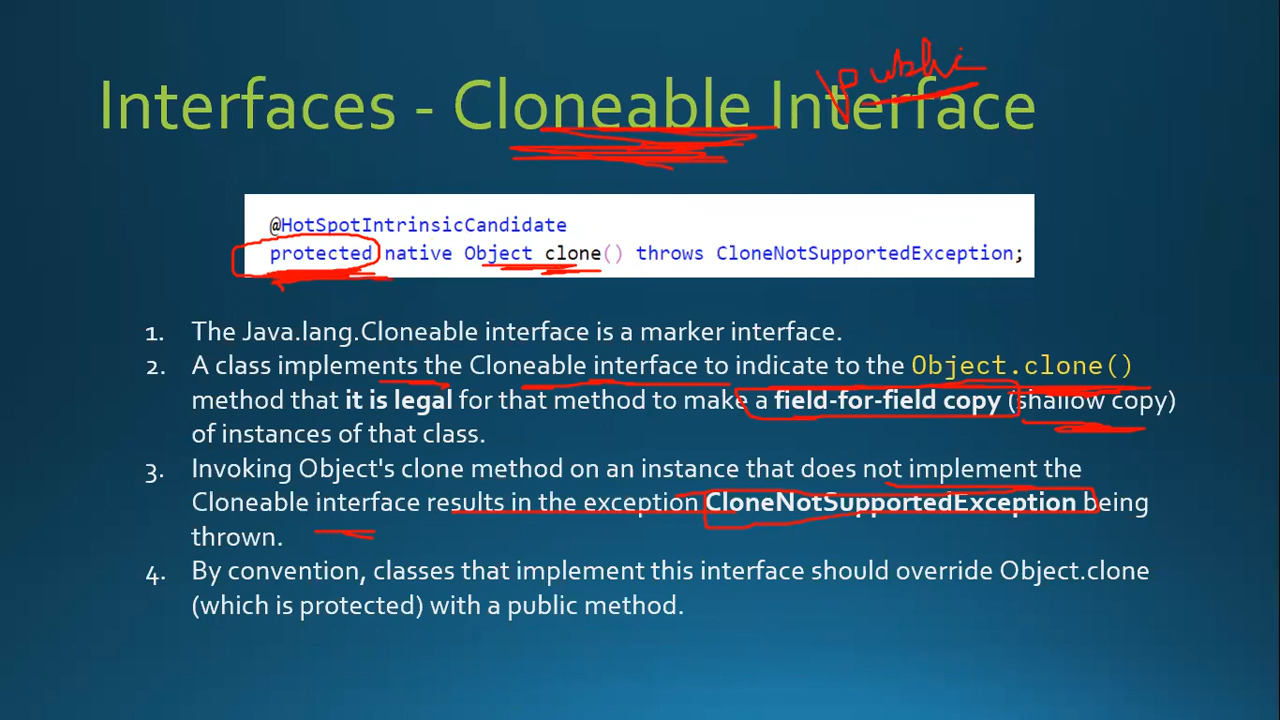 public
Interfaces - Cloneable Interface
@HotSpotIntrinsicCandidate
protected native Object clone() throws CloneNotSupportedException;
1. The Java.lang.Cloneable interface is a marker interface.
2. A class implements the Cloneable interface to indicate to the Object.clone()
method that it is legal for that method to make a field-for-field copy (shallow copy)
of instances of that class.
3. Invoking Object's clone method on an instance that does not implement the
Cloneable interface results in the exception CloneNotSupportedException being
thrown.
4. By convention, classes that implement this interface should override Object.clone
(which is protected) with a public method.